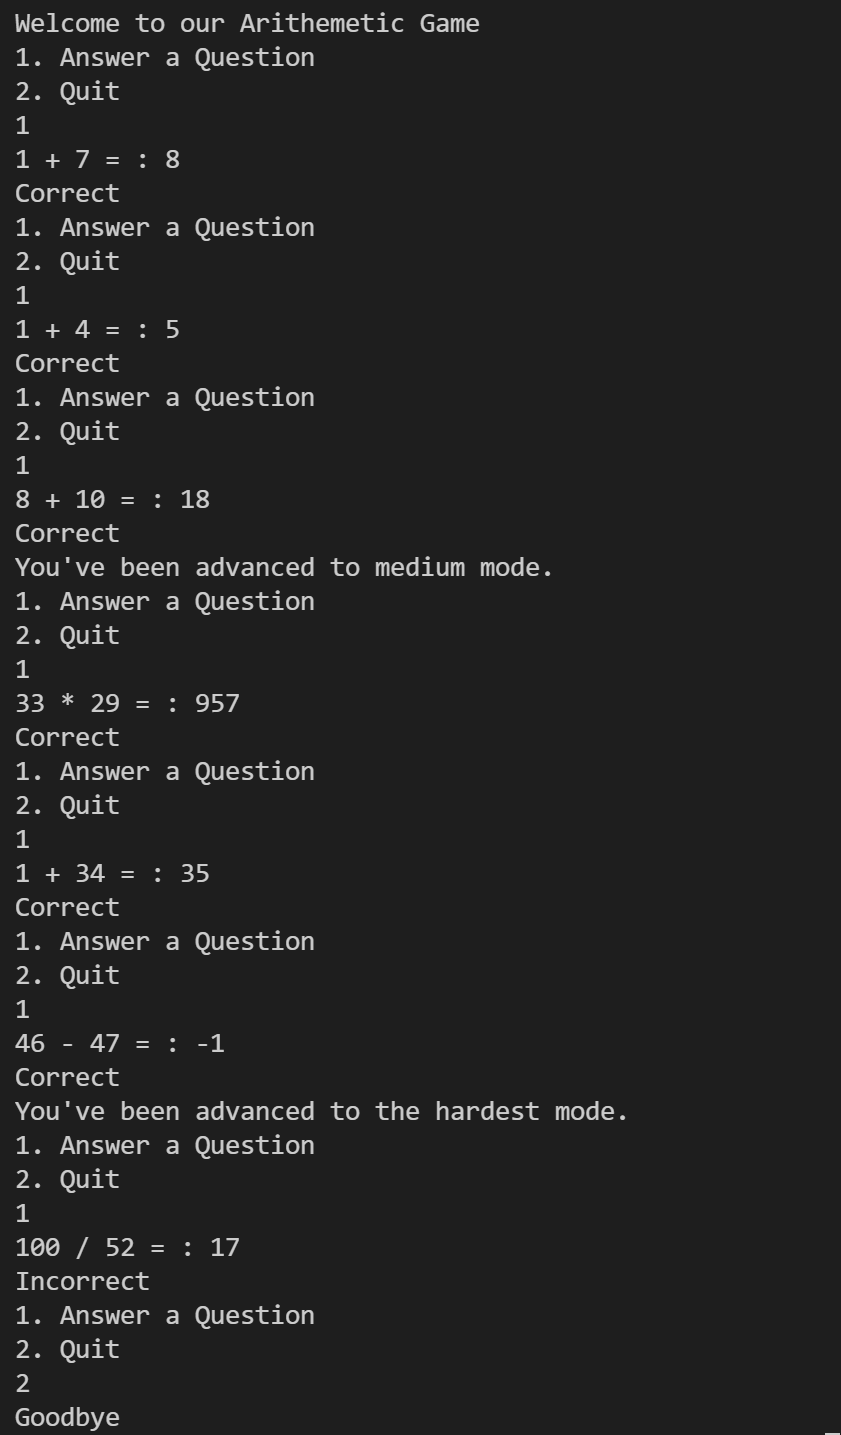 Welcome to our Arithemetic Game
1. Answer a Question
2. Quit
1
1 + 7 = : 8
Correct
1. Answer a Question
2. Quit
1
1 + 4 = : 5
Correct
1. Answer a Question
2. Quit
1
8 + 10 = : 18
Correct
You've been advanced to medium mode.
1. Answer a Question
2. Quit
1
33 * 29 = : 957
Correct
1. Answer a Question
2. Quit
1
1 + 34 = : 35
Correct
1. Answer a Question
2. Quit
1
46 - 47 = : -1
Correct
You've been advanced to the hardest mode.
1. Answer a Question
2. Quit
1
100 / 52 = : 17
Incorrect
1. Answer a Question
2. Quit
2
Goodbye